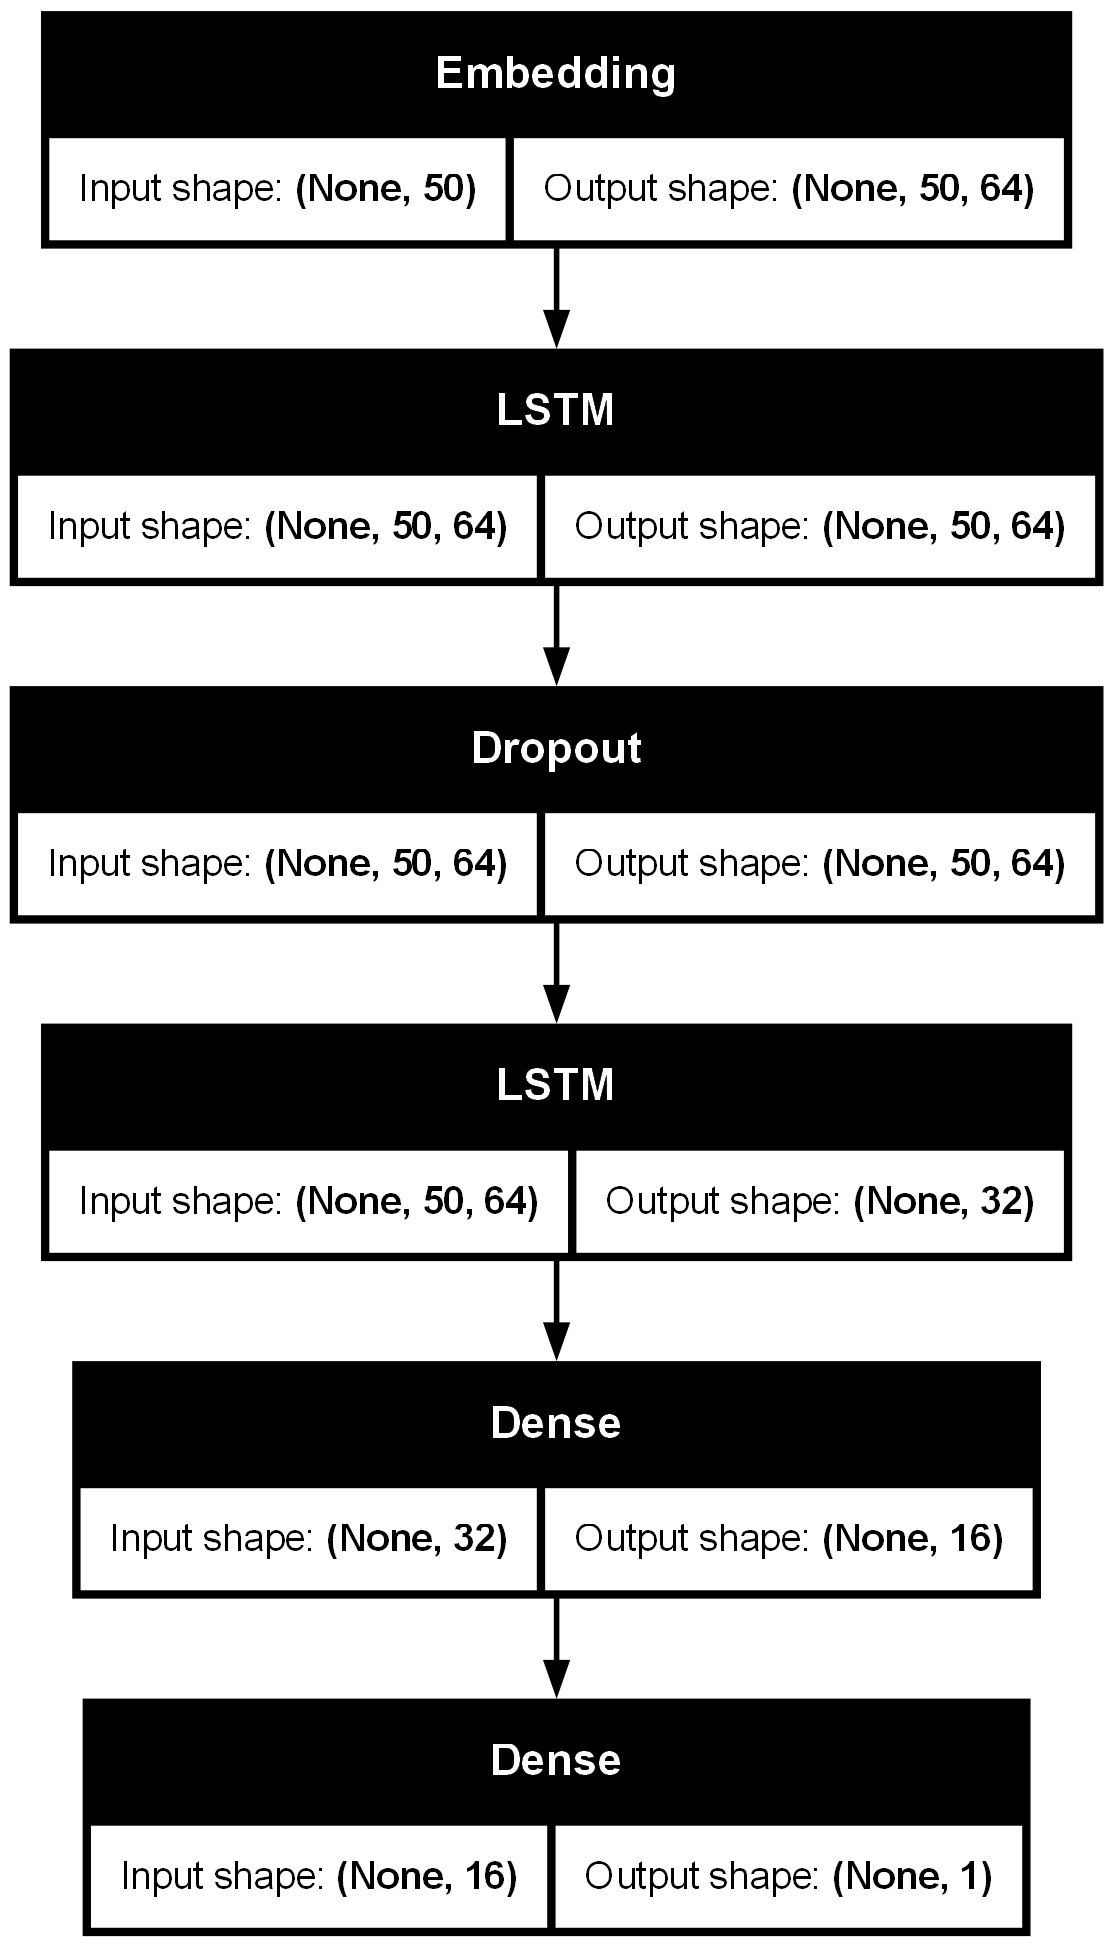 Embedding
Input shape: (None, 50) Output shape: (None, 50, 64)
LSTM
Input shape: (None, 50, 64) Output shape: (None, 50, 64)
Dropout
Input shape: (None, 50, 64) Output shape: (None, 50, 64)
LSTM
Input shape: (None, 50, 64) Output shape: (None, 32)
Dense
Input shape: (None, 32) Output shape: (None, 16)
Dense
Input shape: (None, 16) Output shape: (None, 1)